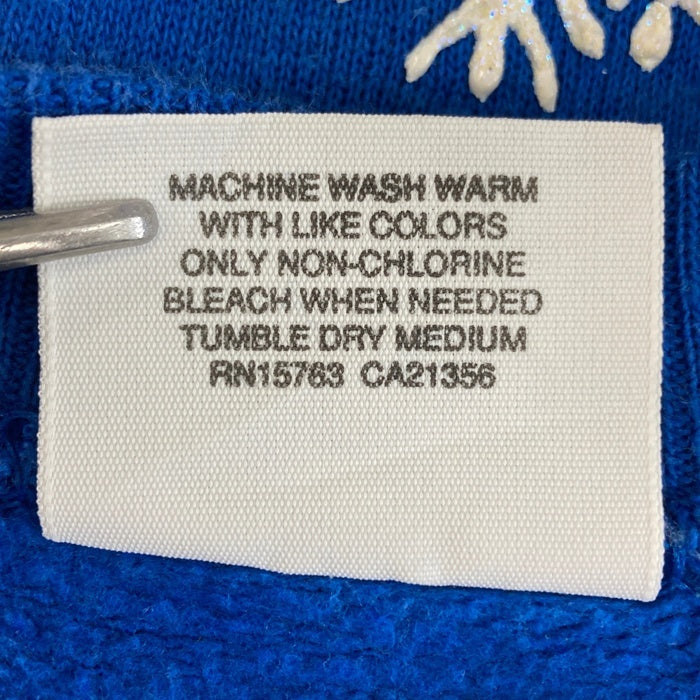 MACHINE WASH WARM
WITH LIKE COLORS
ONLY NON-CHLORINE
BLEACH WHEN NEEDED
TUMBLE DRY MEDIUM
RN15763 CA21356